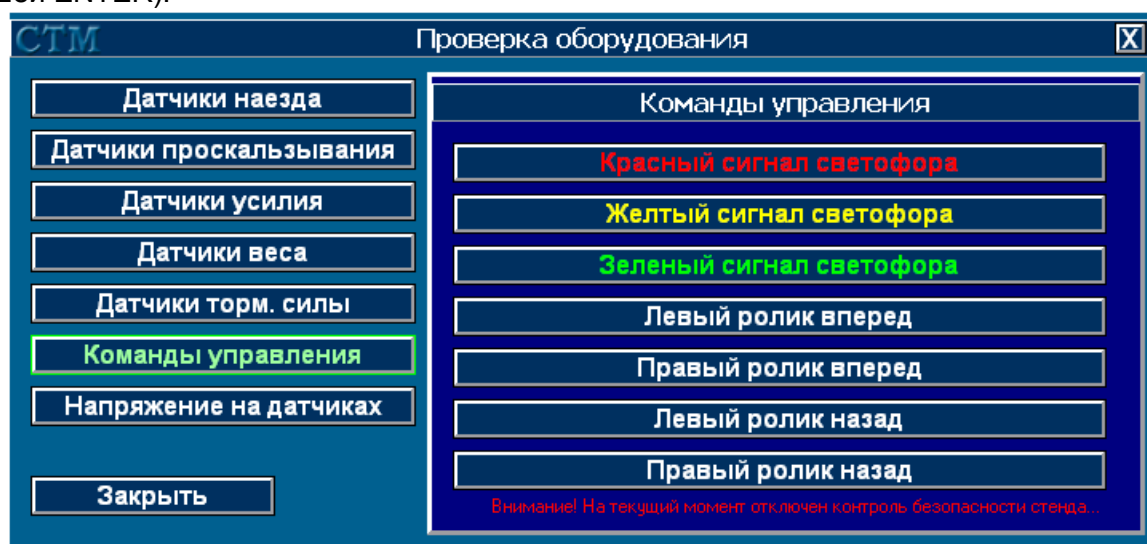 ENTER).
СТМ Проверка оборудования X
Датчики наезда
Датчики проскальзывания
Датчики усилия
Датчики веса
Датчики торм. силы
Команды управления
Напряжение на датчиках
Закрыть
Команды управления
Красный сигнал светофора
Желтый сигнал светофора
Зеленый сигнал светофора
Левый ролик вперед
Правый ролик вперед
Левый ролик назад
Правый ролик назад
Внимание! На текущий момент отключен контроль безопасности стенда...